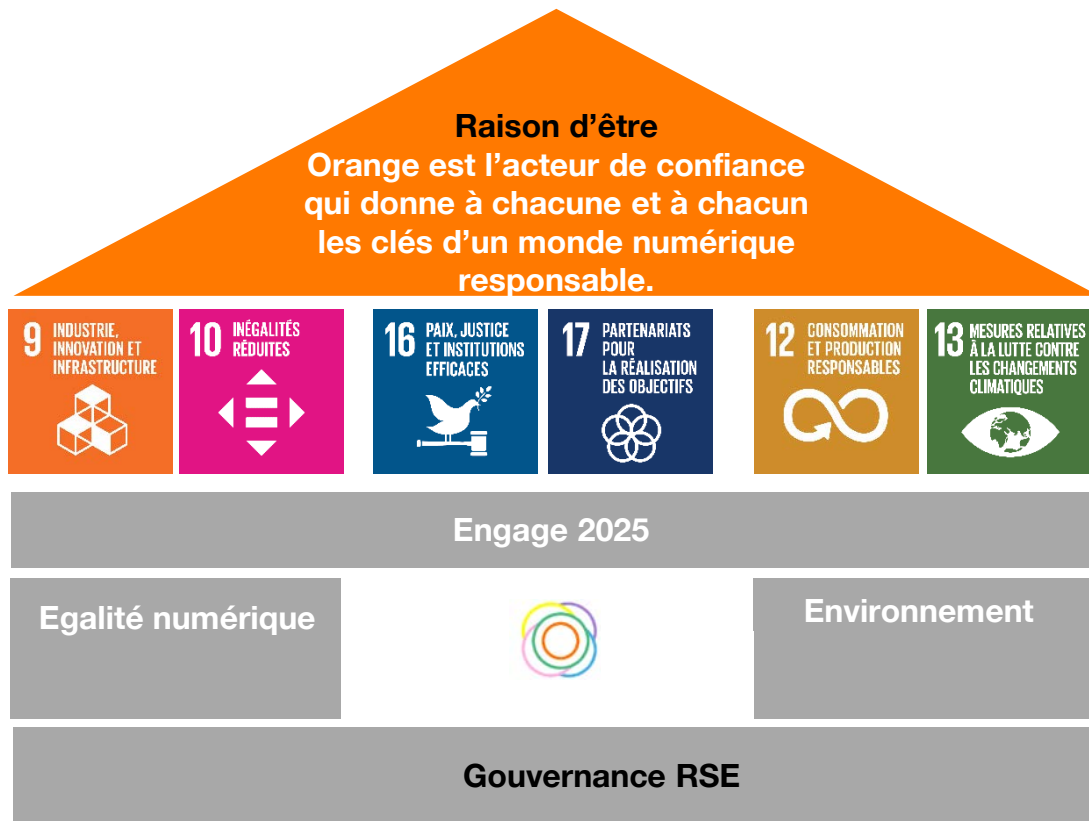 Raison d’être
Orange est l’acteur de confiance
qui donne à chacune et à chacun
les clés d’un monde numérique
responsable.
9 INDUSTRIE,
INNOVATION ET
INFRASTRUCTURE
10 INÉGALITÉS
RÉDUITES
16 PAIX, JUSTICE
ET INSTITUTIONS
EFFICACES
17 PARTENARIATS
POUR
LA RÉALISATION
DES OBJECTIFS
12 CONSOMMATION
ET PRODUCTION
RESPONSABLES
13 MESURES RELATIVES
À LA LUTTE CONTRE
LES CHANGEMENTS
CLIMATIQUES
Engage 2025
Egalité numérique
Environnement
Gouvernance RSE